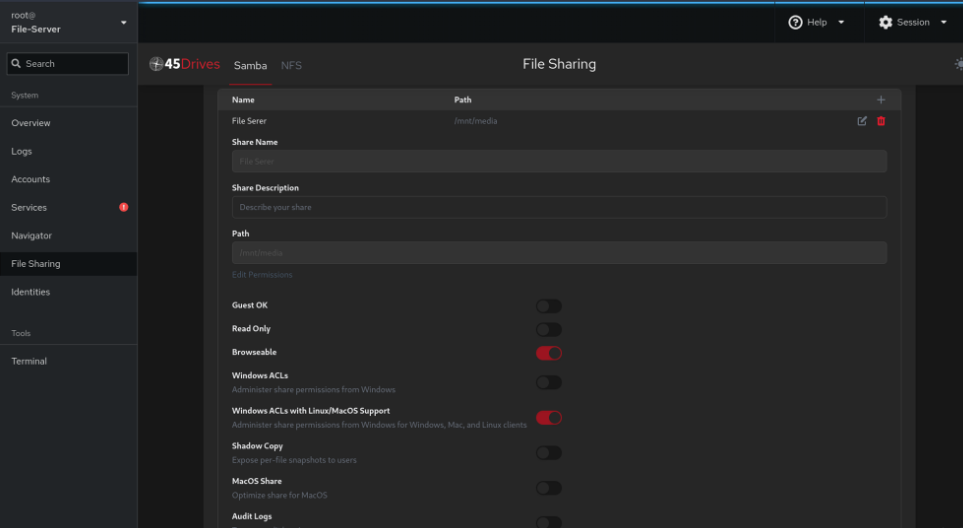 root@
File-Server
Help
Session
Search
45Drives
Samba
NFS
File Sharing
System
Overview
Logs
Accounts
Services
Navigator
File Sharing
Identities
Tools
Terminal
Name
Path
File Serer
/mnt/media
Share Name
File Serer
Share Description
Describe your share
Path
/mnt/media
Edit Permissions
Guest OK
Read Only
Browseable
Windows ACLs
Administer share permissions from Windows
Windows ACLs with Linux/MacOS Support
Administer share permissions from Windows for Windows, Mac, and Linux clients
Shadow Copy
Expose per-file snapshots to users
MacOS Share
Optimize share for MacOS
Audit Logs